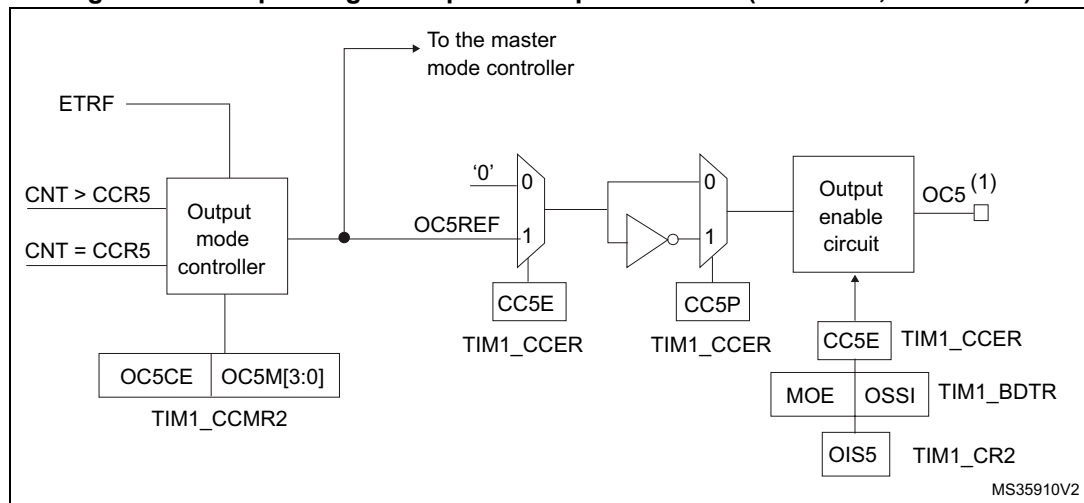 To the master
mode controller
ETRF
CNT > CCR5
CNT = CCR5
Output
mode
controller
OC5CE OC5M[3:0]
TIM1_CCMR2
'0'
OC5REF
0
1
CC5E
TIM1_CCER
0
1
CC5P
TIM1_CCER
Output
enable
circuit
OC5 (1)
CC5E TIM1_CCER
MOE OSSI TIM1_BDTR
OIS5 TIM1_CR2
MS35910V2